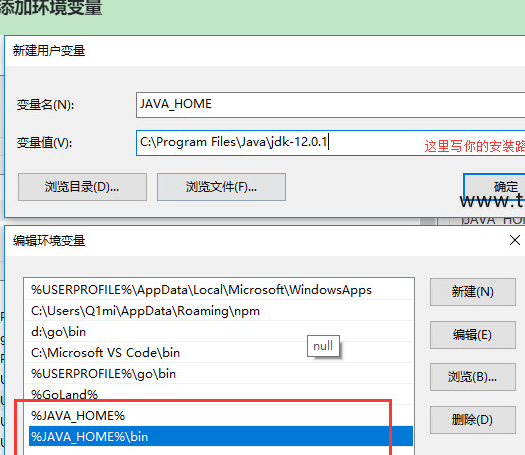 添加环境变量
新建用户变量
变量名(N):
JAVA_HOME
变量值(V):
C:\Program Files\Java\jdk-12.0.1
这里写你的安装路
浏览目录(D)...
浏览文件(F)...
确定
www.t
JAVA_HO
编辑环境变量
%USERPROFILE%\AppData\Local\Microsoft\WindowsApps
新建(N)
C:\Users\Q1mi\AppData\Roaming\npm
d:\go\bin
编辑(E)
C:\Microsoft VS Code\bin
null
%USERPROFILE%\go\bin
浏览(B)...
%GoLand%
%JAVA_HOME%
删除(D)
%JAVA_HOME%\bin